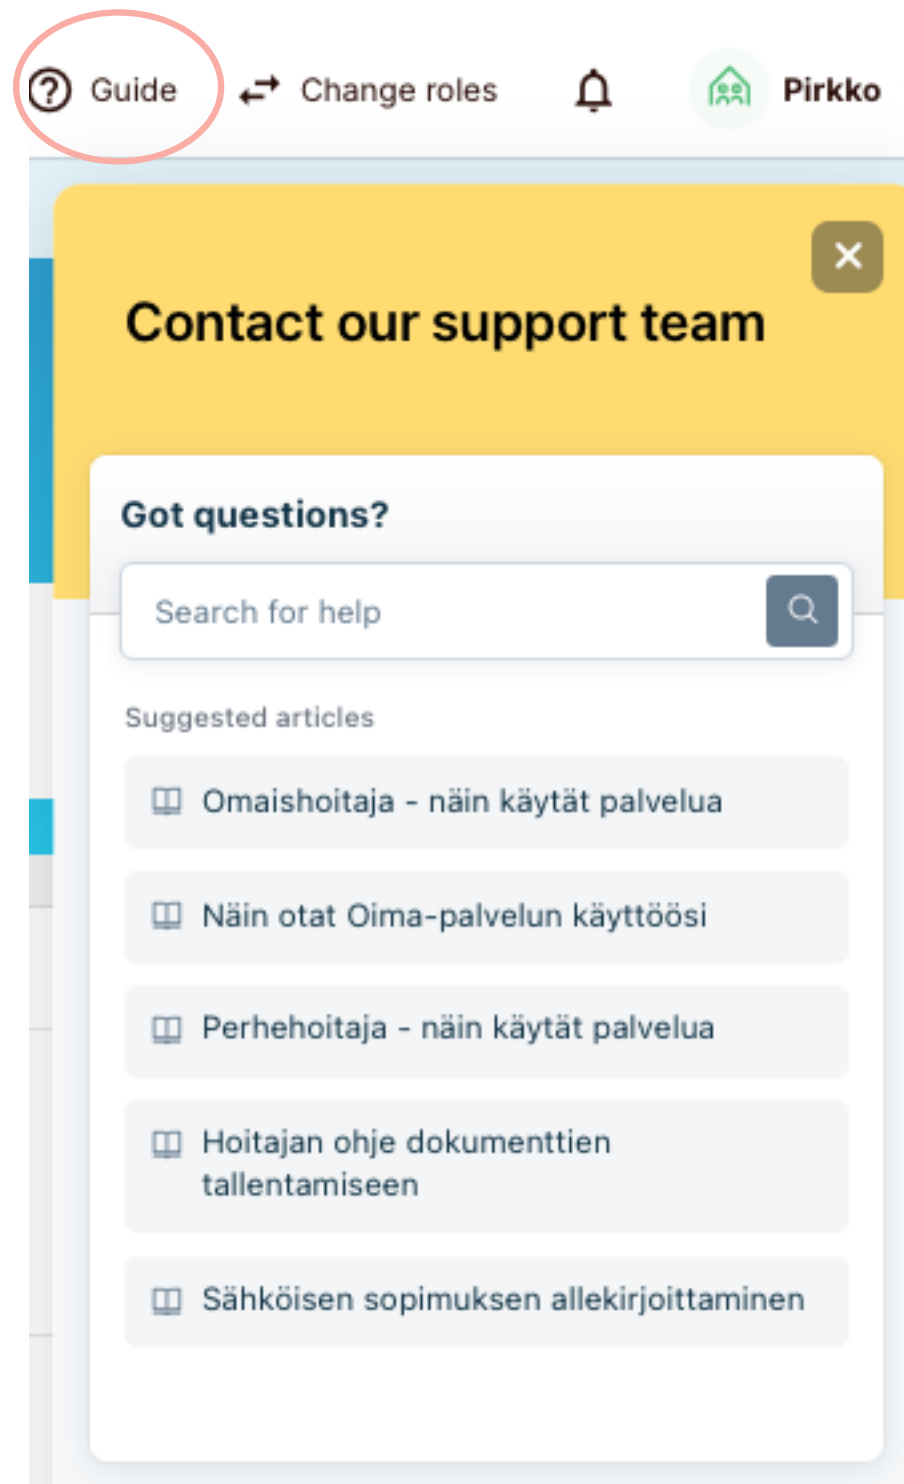 Guide
Change roles
Pirkko
Contact our support team
Got questions?
Search for help
Suggested articles
Omaishoitaja - näin käytät palvelua
Näin otat Oima-palvelun käyttöösi
Perhehoitaja - näin käytät palvelua
Hoitajan ohje dokumenttien
tallentamiseen
Sähköisen sopimuksen allekirjoittaminen